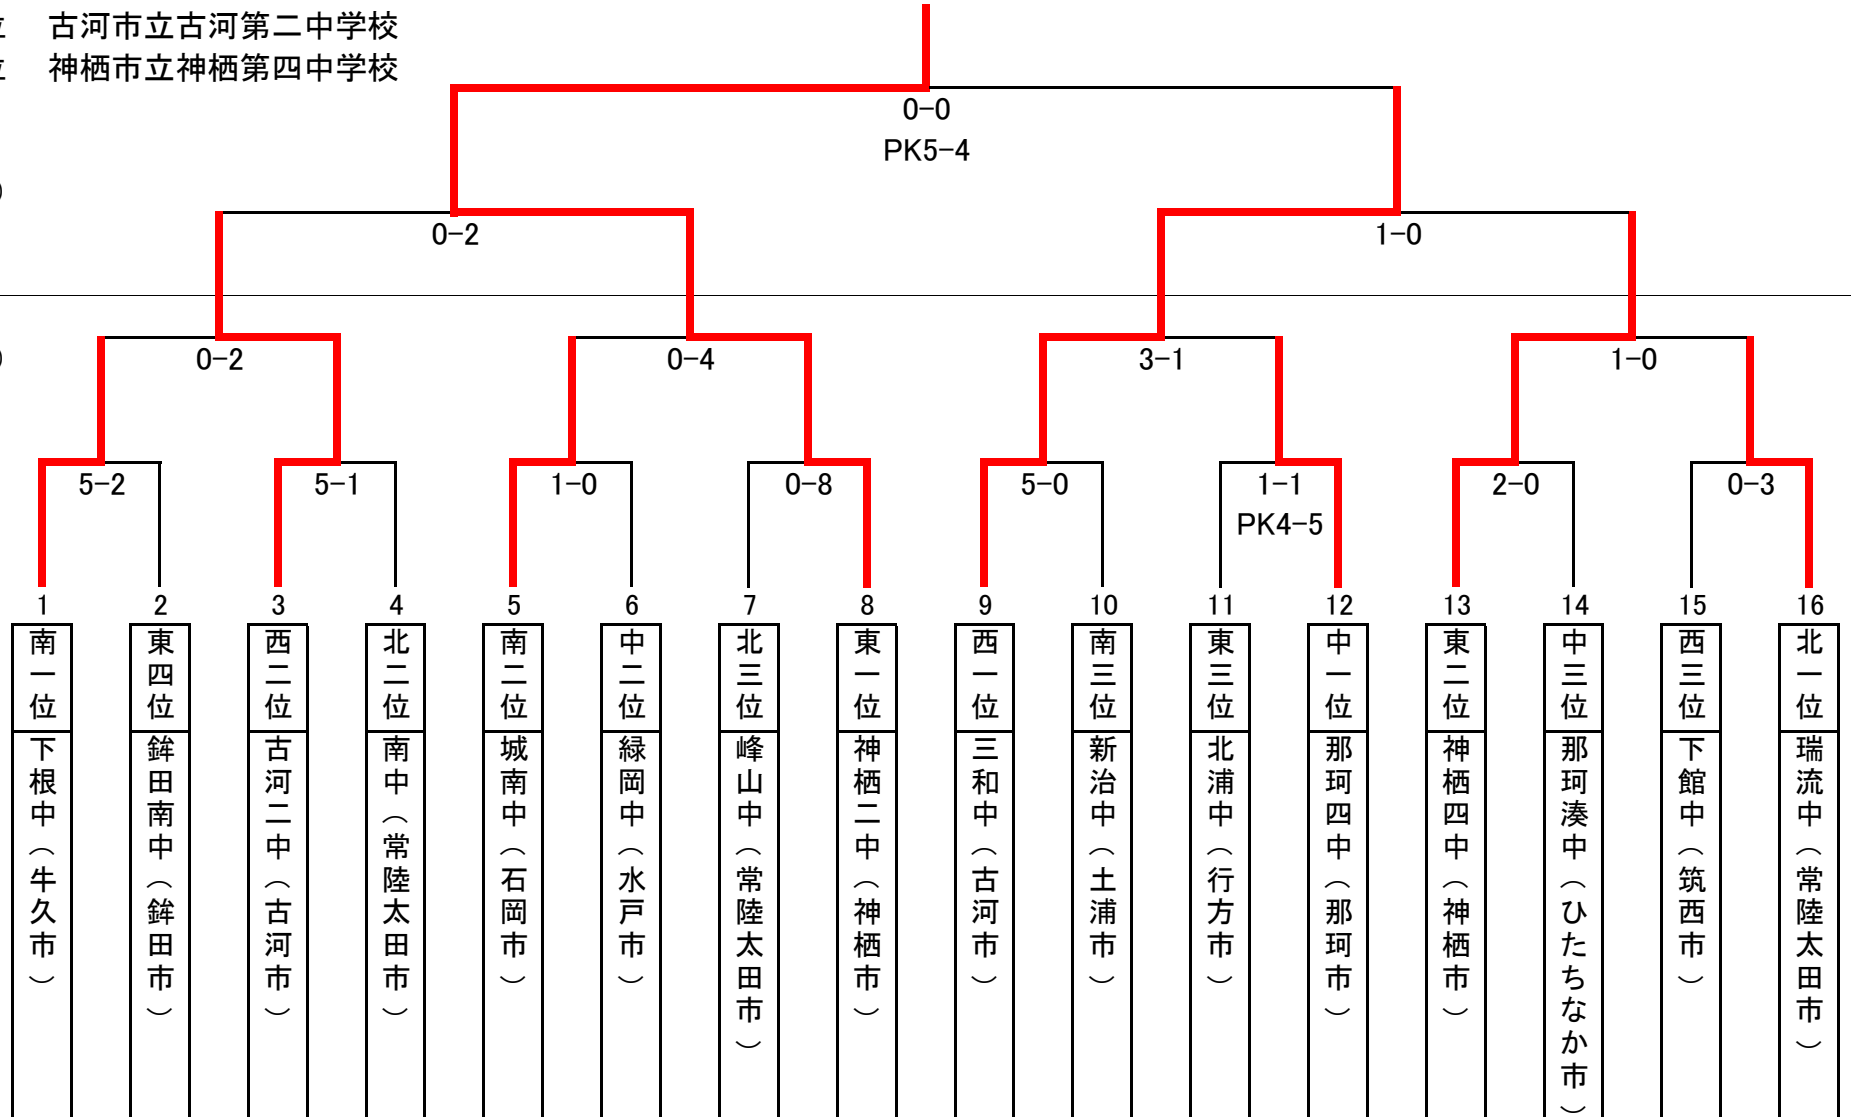 位 古河市立古河第二中学校
位 神栖市立神栖第四中学校
0-0
PK5-4
)
0-2
1-0
)
0-2
0-4
3-1
1-0
5-2
5-1
1-0
0-8
5-0
1-1
2-0
0-3
PK4-5
1 2 3 4 5 6 7 8 9 10 11 12 13 14 15 16
南一位
東四位
西二位
北二位
南二位
中二位
北三位
東一位
西一位
南三位
東三位
中一位
東二位
中三位
西三位
北一位
下根中(牛久市)
鉾田南中(鉾田市)
古河二中(古河市)
南中(常陸太田市)
城南中(石岡市)
緑岡中(水戸市)
峰山中(常陸太田市)
神栖二中(神栖市)
三和中(古河市)
新治中(土浦市)
北浦中(行方市)
那珂四中(那珂市)
神栖四中(神栖市)
那珂湊中(ひたちなか市)
下館中(筑西市)
瑞流中(常陸太田市)